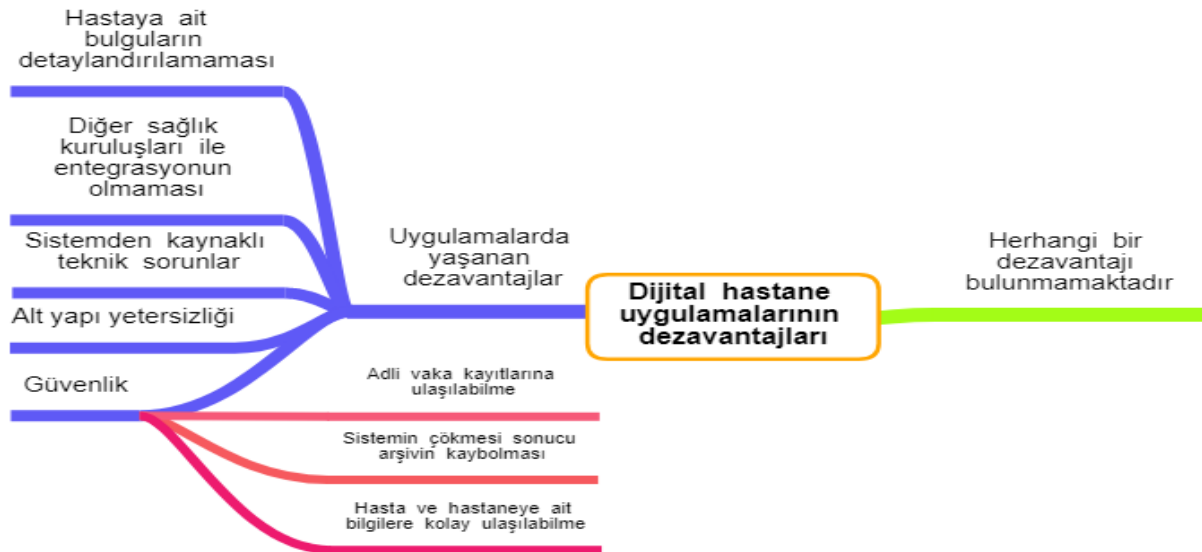 Hastaya ait
bulguların
detaylandırılamaması
Diğer sağlık
kuruluşları ile
entegrasyonun
olmaması
Sistemden kaynaklı
teknik sorunlar
Alt yapı yetersizliği
Güvenlik
Uygulamalarda
yaşanan
dezavantajlar
Adli vaka kayıtlarına
ulaşılabilme
Sistemin çökmesi sonucu
arşivin kaybolması
Hasta ve hastaneye ait
bilgilere kolay ulaşılabilme
Dijital hastane
uygulamalarının
dezavantajları
Herhangi bir
dezavantajı
bulunmamaktadır